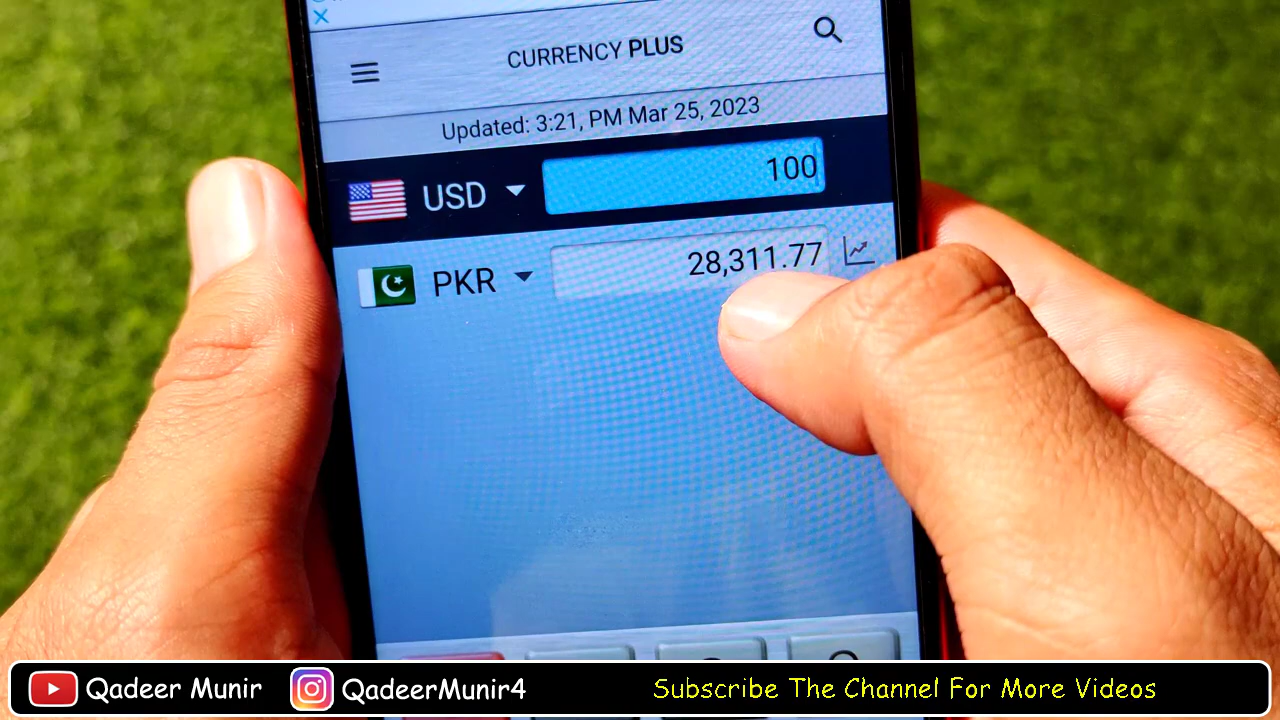 CURRENCY PLUS
Updated: 3:21, PM Mar 25, 2023
USD 100
PKR 28,311.77
Qadeer Munir QadeerMunir4 Subscribe The Channel For More Videos